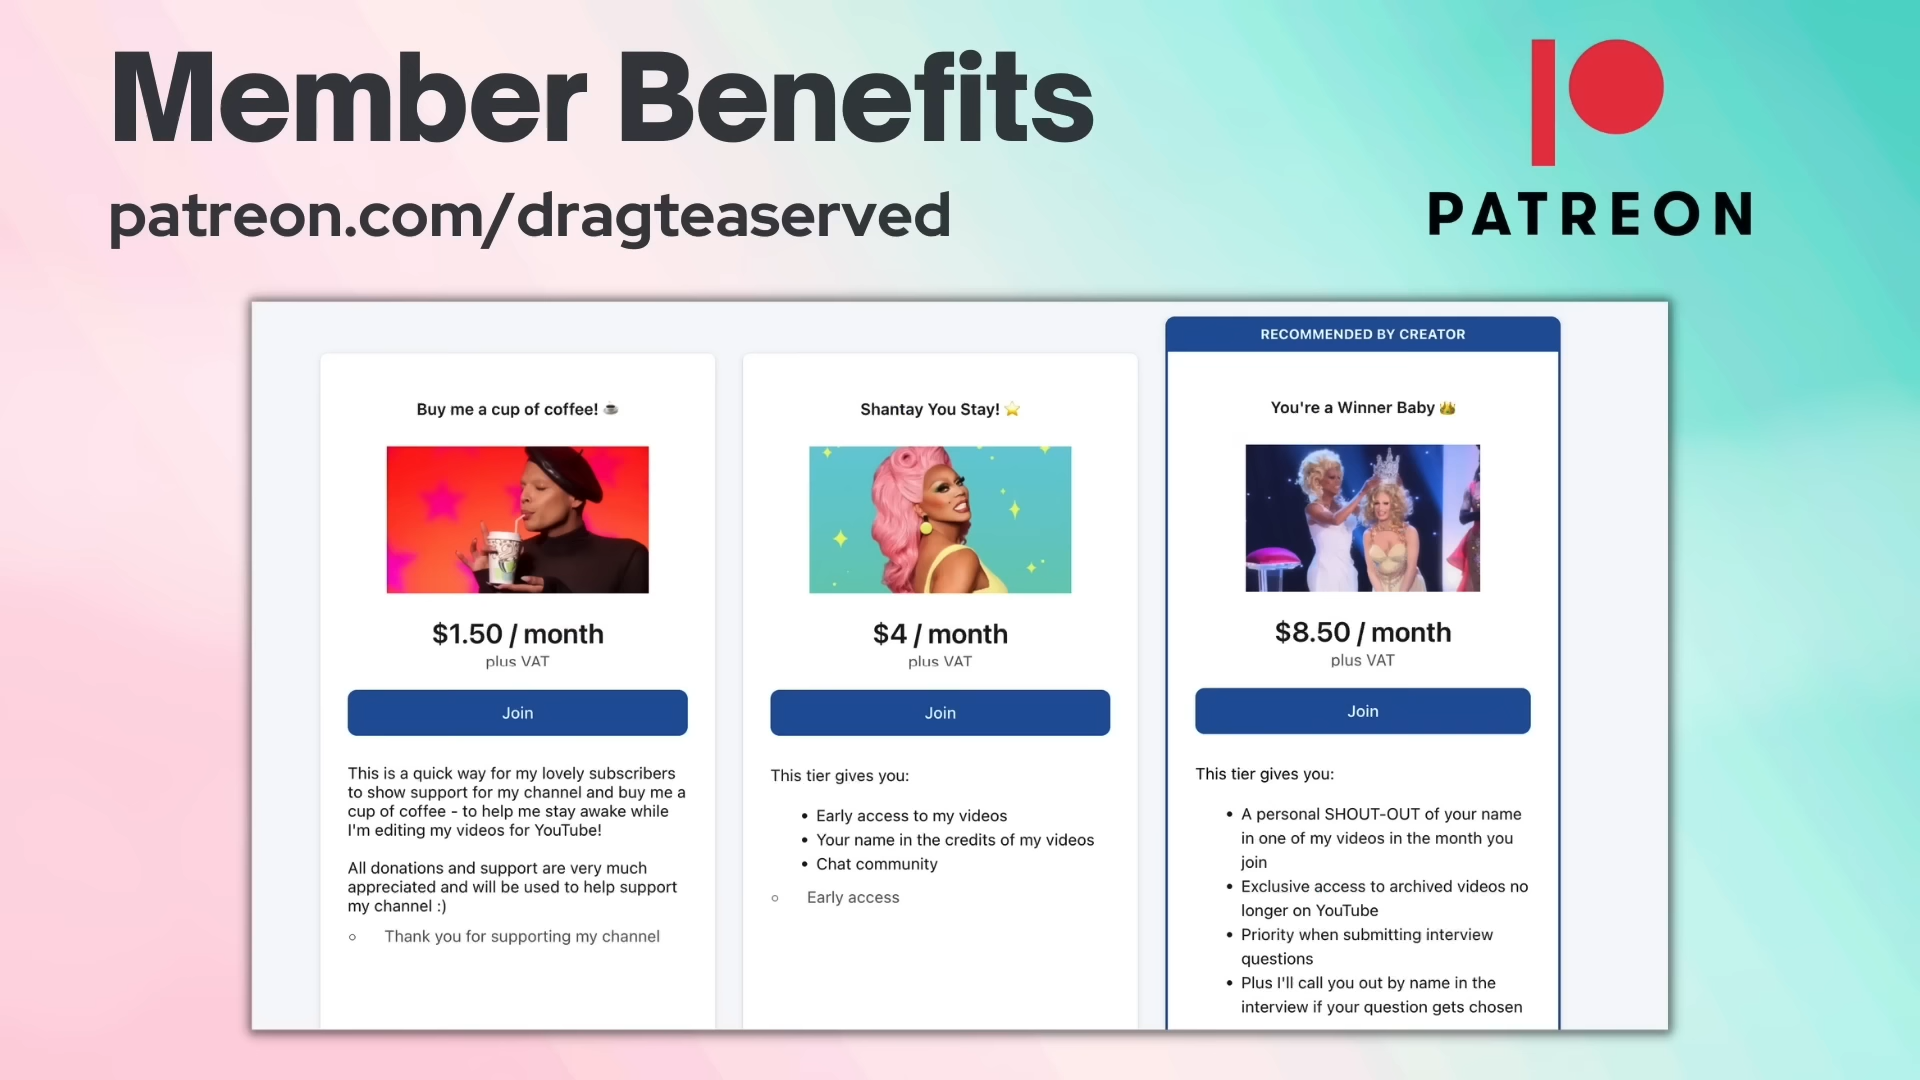 Member Benefits
patreon.com/dragteaserved
PATREON
Buy me a cup of coffee! ☕
$1.50 / month
plus VAT
Join
This is a quick way for my lovely subscribers
to show support for my channel and buy me a
cup of coffee - to help me stay awake while
I'm editing my videos for YouTube!
All donations and support are very much
appreciated and will be used to help support
my channel :)
Thank you for supporting my channel
Shantay You Stay! ⭐
$4 / month
plus VAT
Join
This tier gives you:
• Early access to my videos
• Your name in the credits of my videos
• Chat community
Early access
RECOMMENDED BY CREATOR
You're a Winner Baby 👑
$8.50 / month
plus VAT
Join
This tier gives you:
• A personal SHOUT-OUT of your name
in one of my videos in the month you
join
• Exclusive access to archived videos no
longer on YouTube
• Priority when submitting interview
questions
• Plus I'll call you out by name in the
interview if your question gets chosen